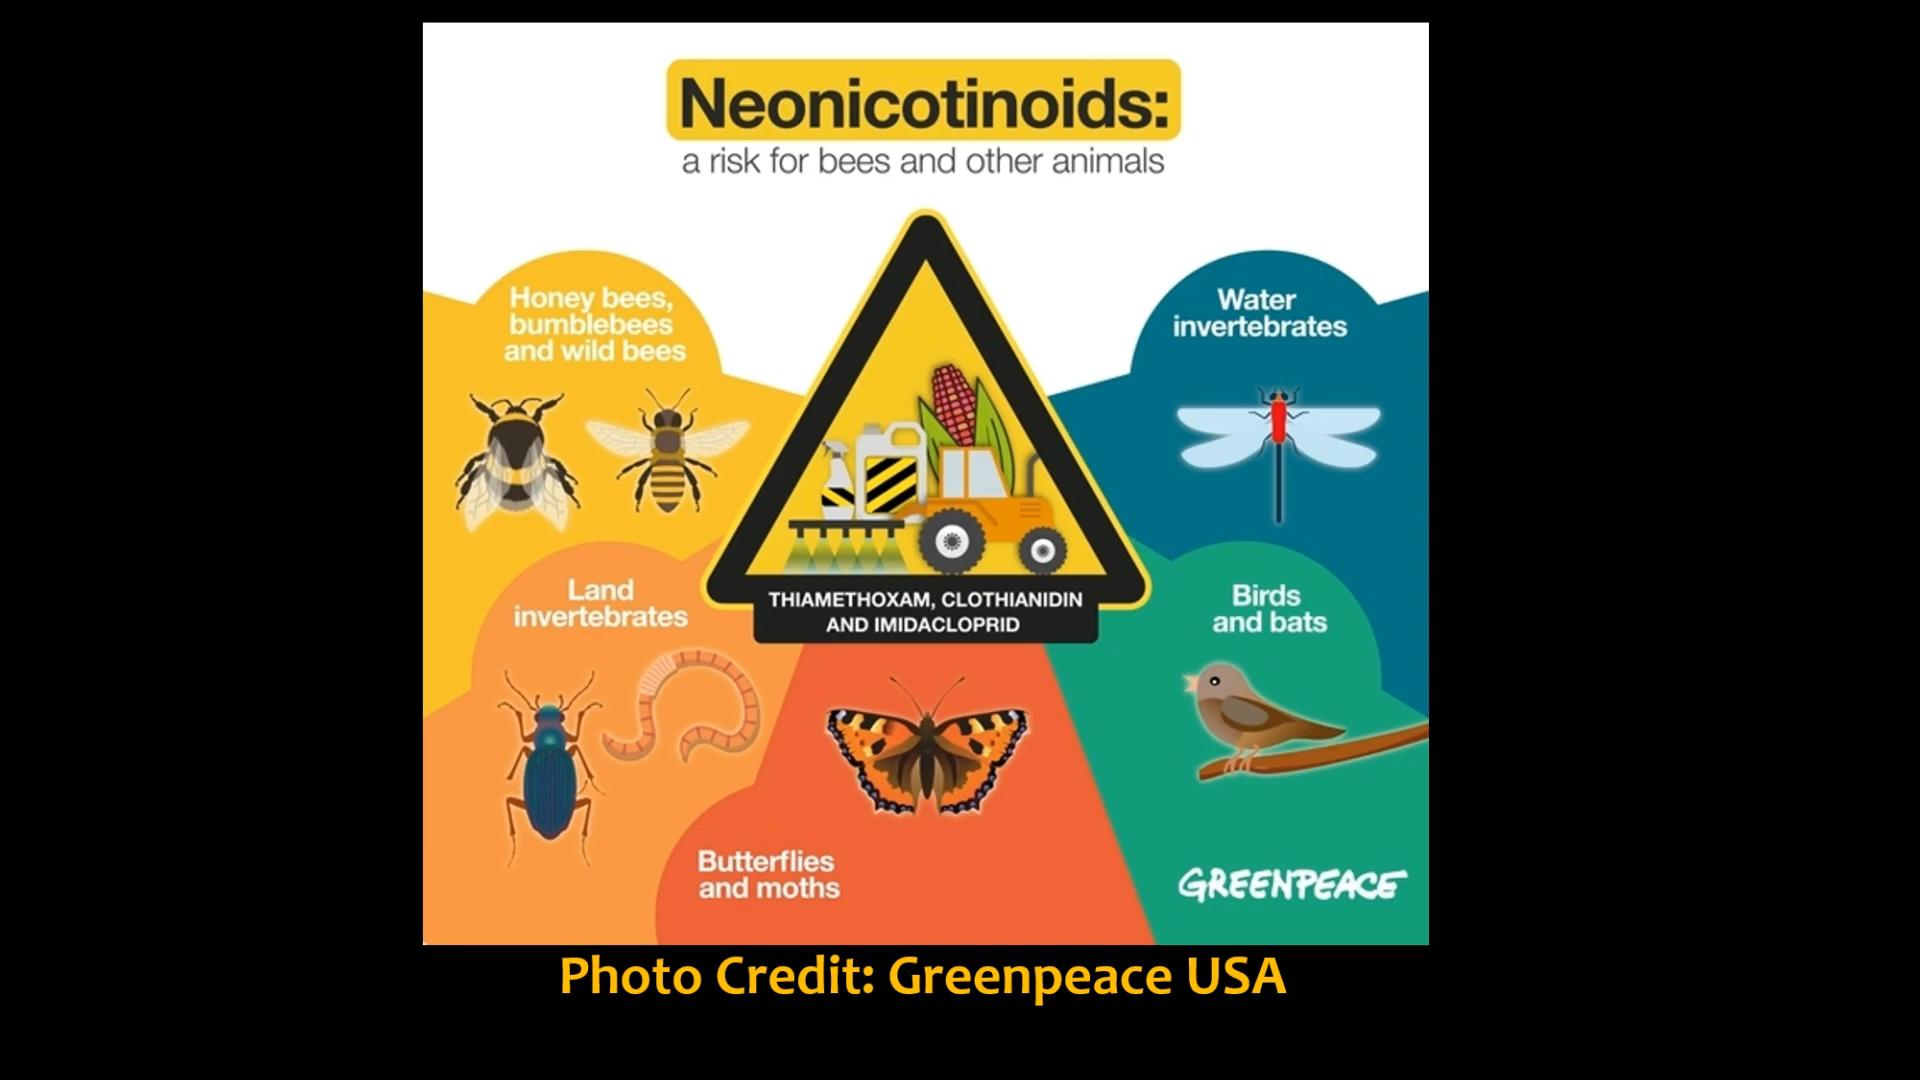 Neonicotinoids:
a risk for bees and other animals
Honey bees,
bumblebees
and wild bees
Water
invertebrates
Land
invertebrates
THIAMETHOXAM, CLOTHIANIDIN
AND IMIDACLOPRID
Birds
and bats
Butterflies
and moths
GREENPEACE
Photo Credit: Greenpeace USA